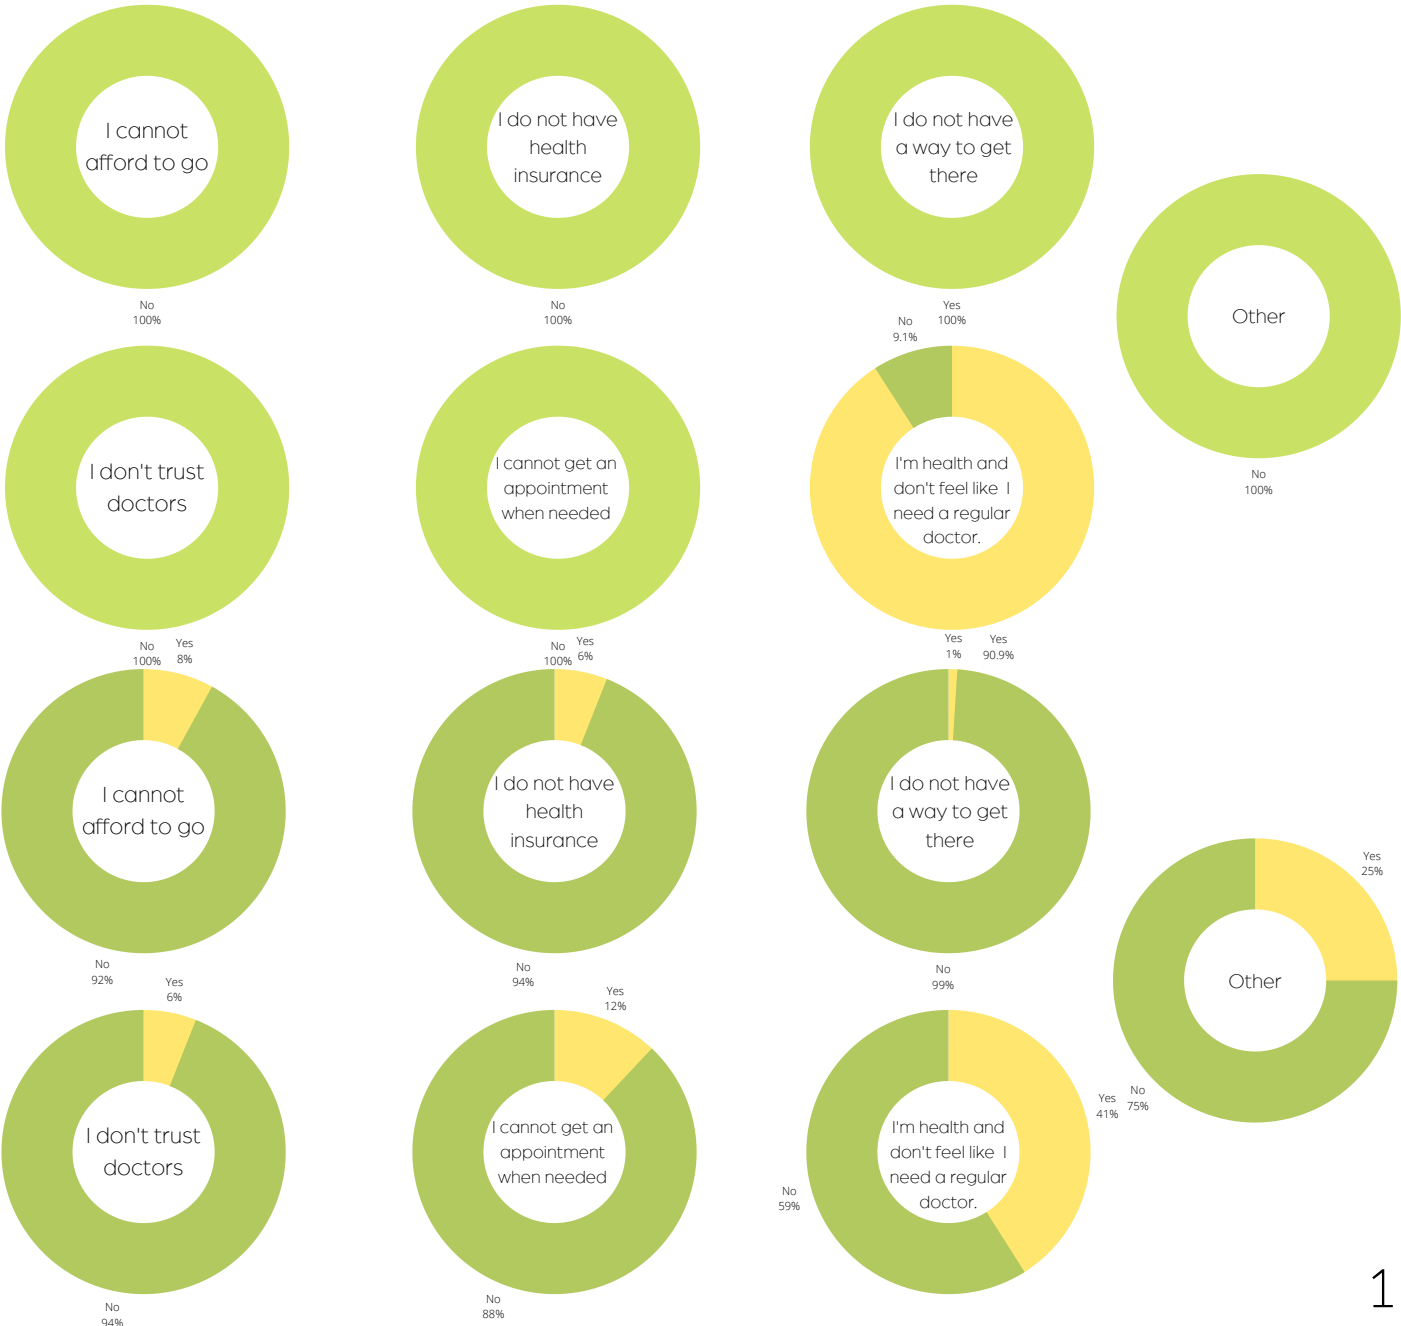 I cannot
afford to go
No
100%
I do not have
health
insurance
No
100%
I do not have
a way to get
there
Yes
100%
Other
No
100%
I don't trust
doctors
No
100%
I cannot get an
appointment
when needed
No
100%
No
9.1%
I'm health and
don't feel like I
need a regular
doctor.
Yes
90.9%
Yes
8%
I cannot
afford to go
No
92%
Yes
6%
I do not have
health
insurance
No
94%
Yes
1%
I do not have
a way to get
there
No
99%
Yes
25%
Other
No
75%
Yes
6%
I don't trust
doctors
No
94%
Yes
12%
I cannot get an
appointment
when needed
No
88%
Yes
41%
I'm health and
don't feel like I
need a regular
doctor.
No
59%
1